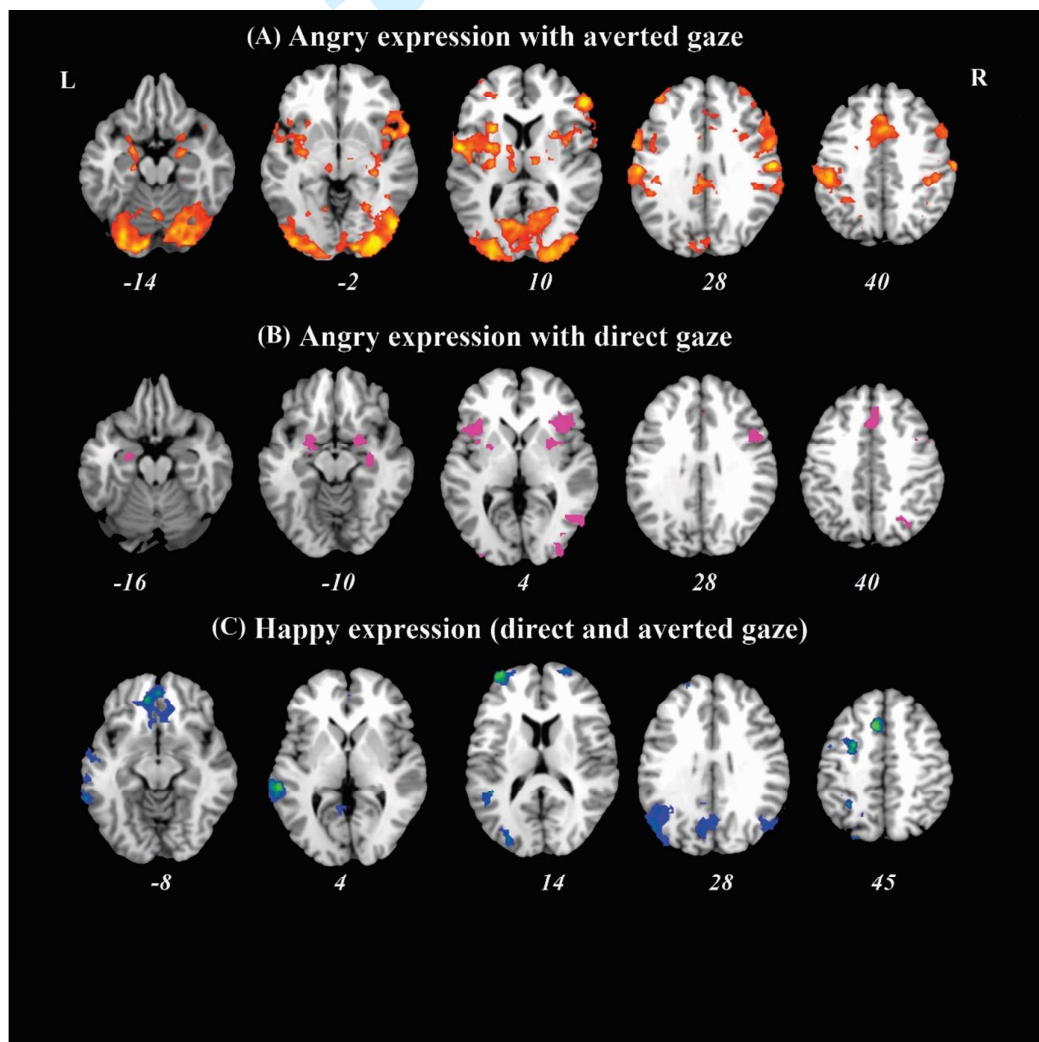 (A) Angry expression with averted gaze
L R
-14 -2 10 28 40
(B) Angry expression with direct gaze
-16 -10 4 28 40
(C) Happy expression (direct and averted gaze)
-8 4 14 28 45